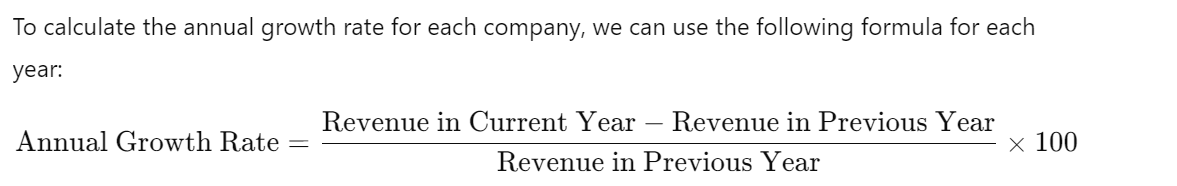 To calculate the annual growth rate for each company, we can use the following formula for each
year:
Revenue in Current Year − Revenue in Previous Year
Annual Growth Rate = × 100
Revenue in Previous Year